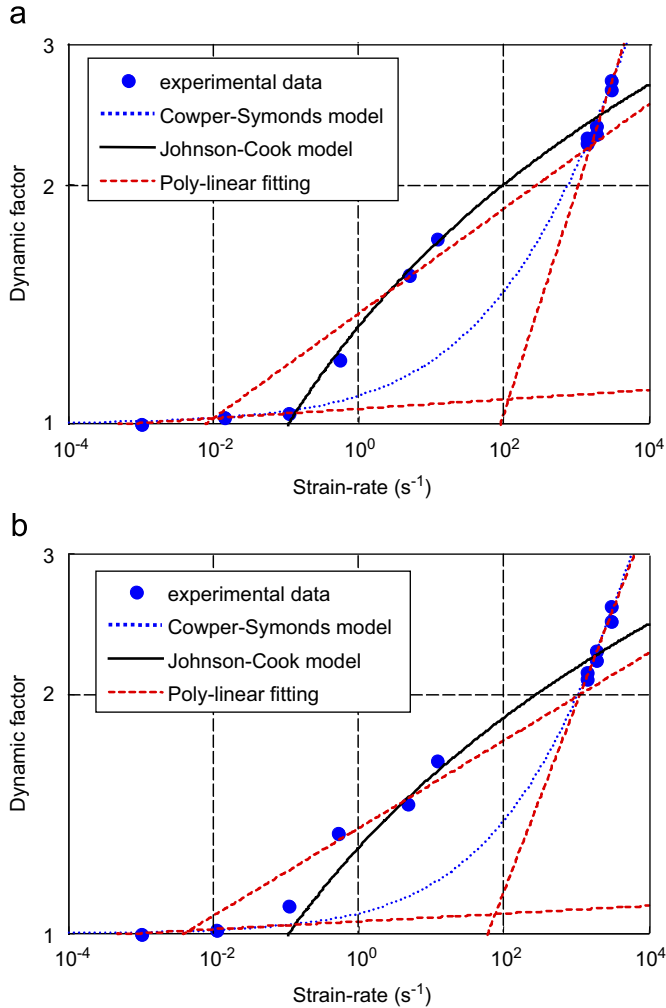 a
3
experimental data
Cowper-Symonds model
Johnson-Cook model
Poly-linear fitting
2
Dynamic factor
1
10-4 10-2 100 102 104
Strain-rate (s-1)
b
3
experimental data
Cowper-Symonds model
Johnson-Cook model
Poly-linear fitting
2
Dynamic factor
1
10-4 10-2 100 102 104
Strain-rate (s-1)